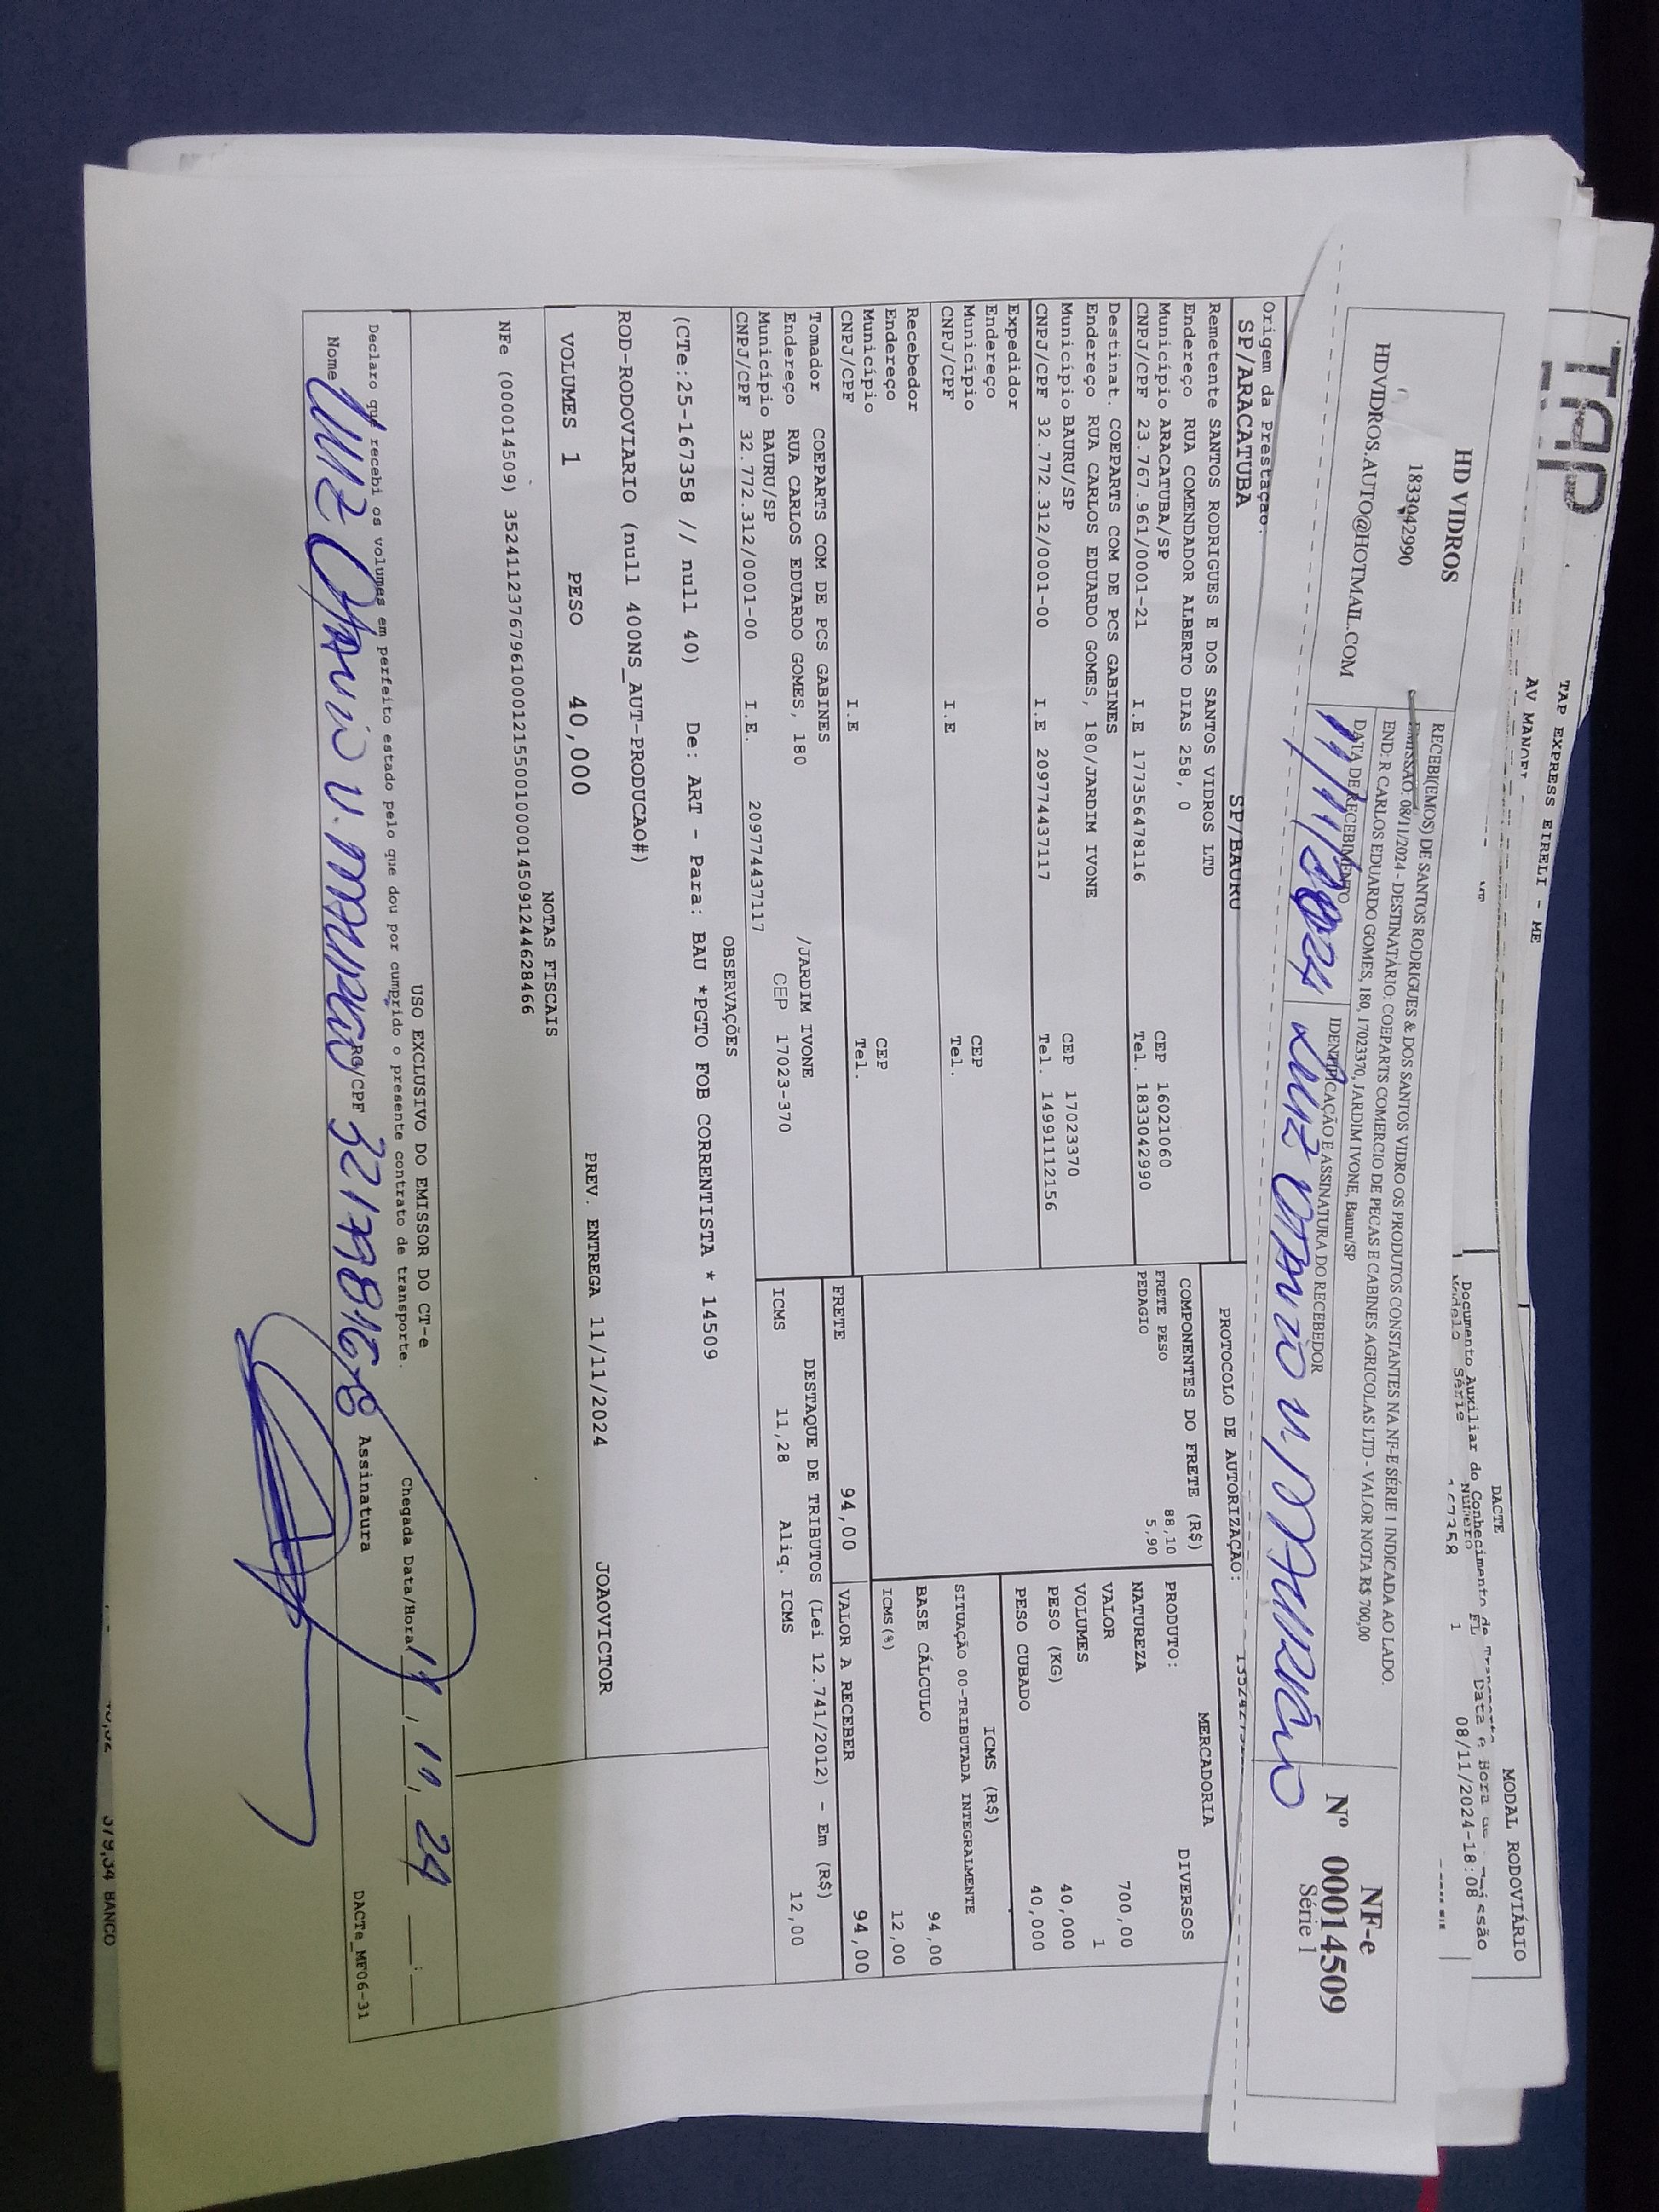 TAP
TAP EXPRESS EIRELI - ME
DACTE
MODAL RODOVIÁRIO
Documento Auxiliar do Conhecimento de
Número FL Data e Hora de
167358 1 08/11/2024-18:08
HD VIDROS
1833042990
HDVIDROS.AUTO@HOTMAIL.COM
RECEBI(EMOS) DE SANTOS RODRIGUES & DOS SANTOS VIDRO OS PRODUTOS CONSTANTES NA NF-E SÉRIE 1 INDICADA AO LADO.
EMISSÃO: 08/11/2024 - DESTINATÁRIO: COEPARTS COMERCIO DE PECAS E CABINES AGRICOLAS LTD - VALOR NOTA R$ 700,00
END: R CARLOS EDUARDO GOMES, 180, 17023370, JARDIM IVONE, Bauru/SP
DATA DE RECEBIMENTO
11/11/2024
IDENTIFICAÇÃO E ASSINATURA DO RECEBEDOR
NF-e
Nº 00014509
Série 1
Origem da Prestação:
SP/ARACATUBA
SP/BAURU
PROTOCOLO DE AUTORIZAÇÃO:
Remetente SANTOS RODRIGUES E DOS SANTOS VIDROS LTD
Endereço RUA COMENDADOR ALBERTO DIAS 258, 0
Município ARACATUBA/SP CEP 16021060
CNPJ/CPF 23.767.961/0001-21 I.E 177356478116 Tel. 1833042990
Destinat. COEPARTS COM DE PCS GABINES
Endereço RUA CARLOS EDUARDO GOMES, 180/JARDIM IVONE
Município BAURU/SP CEP 17023370
CNPJ/CPF 32.772.312/0001-00 I.E 209774437117 Tel. 14991112156
Expedidor
Endereço
Município CEP
CNPJ/CPF I.E Tel.
Recebedor
Endereço
Município CEP
CNPJ/CPF I.E Tel.
Tomador COEPARTS COM DE PCS GABINES
Endereço RUA CARLOS EDUARDO GOMES, 180 /JARDIM IVONE
Município BAURU/SP CEP 17023-370
CNPJ/CPF 32.772.312/0001-00 I.E. 209774437117
COMPONENTES DO FRETE (R$)
FRETE PESO 88,10
PEDAGIO 5,90
MERCADORIA
PRODUTO: DIVERSOS
NATUREZA
VALOR 700,00
VOLUMES 1
PESO (KG) 40,000
PESO CUBADO 40,000
ICMS (R$)
SITUAÇÃO 00-TRIBUTADA INTEGRALMENTE
BASE CÁLCULO 94,00
ICMS(%) 12,00
FRETE 94,00 VALOR A RECEBER 94,00
DESTAQUE DE TRIBUTOS (Lei 12.741/2012) - Em (R$)
ICMS 11,28 Aliq. ICMS 12,00
OBSERVAÇÕES
(CTe:25-167358 // null 40) De: ART - Para: BAU *PGTO FOB CORRENTISTA * 14509
ROD-RODOVIARIO (null 400NS_AUT-PRODUCAO#)
VOLUMES 1 PESO 40,000 PREV. ENTREGA 11/11/2024 JOAOVICTOR
NOTAS FISCAIS
NFe (000014509) 35241123767961000121550010000145091244628466
USO EXCLUSIVO DO EMISSOR DO CT-e
Declaro que recebi os volumes em perfeito estado pelo que dou por cumprido o presente contrato de transporte.
Chegada Data/Hora 11, 11, 24
Nome Luiz RG/CPF Assinatura
DACTe_MF06-31
379,34 BANCO